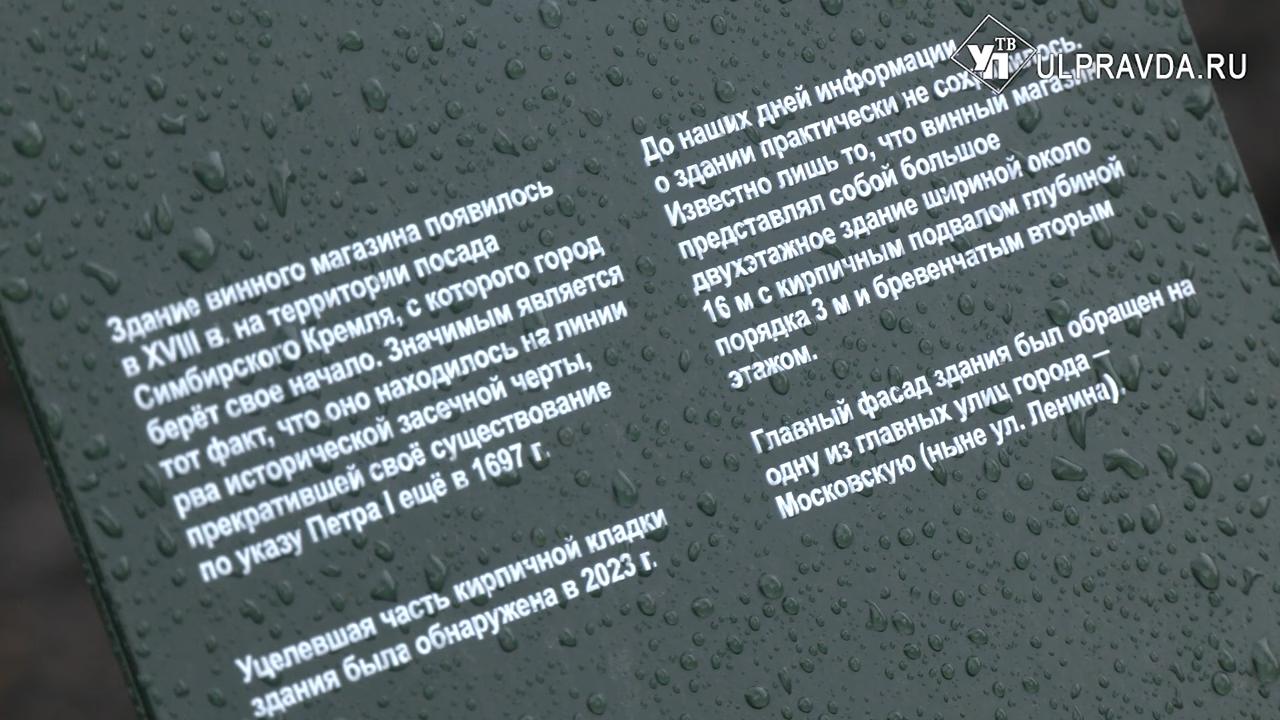 Здание винного магазина появилось
в XVIII в. на территории посада
Симбирского Кремля, с которого город
берёт свое начало. Значимым является
тот факт, что оно находилось на линии
рва исторической засечной черты,
прекратившей своё существование
по указу Петра I ещё в 1697 г.
Уцелевшая часть кирпичной кладки
здания была обнаружена в 2023 г.
До наших дней информации
о здании практически не сохранилось.
Известно лишь то, что винный магазин
представлял собой большое
двухэтажное здание шириной около
16 м с кирпичным подвалом глубиной
порядка 3 м и бревенчатым вторым
этажом.
Главный фасад здания был обращен на
одну из главных улиц города –
Московскую (ныне ул. Ленина).
УП ТВ ULPRAVDA.RU